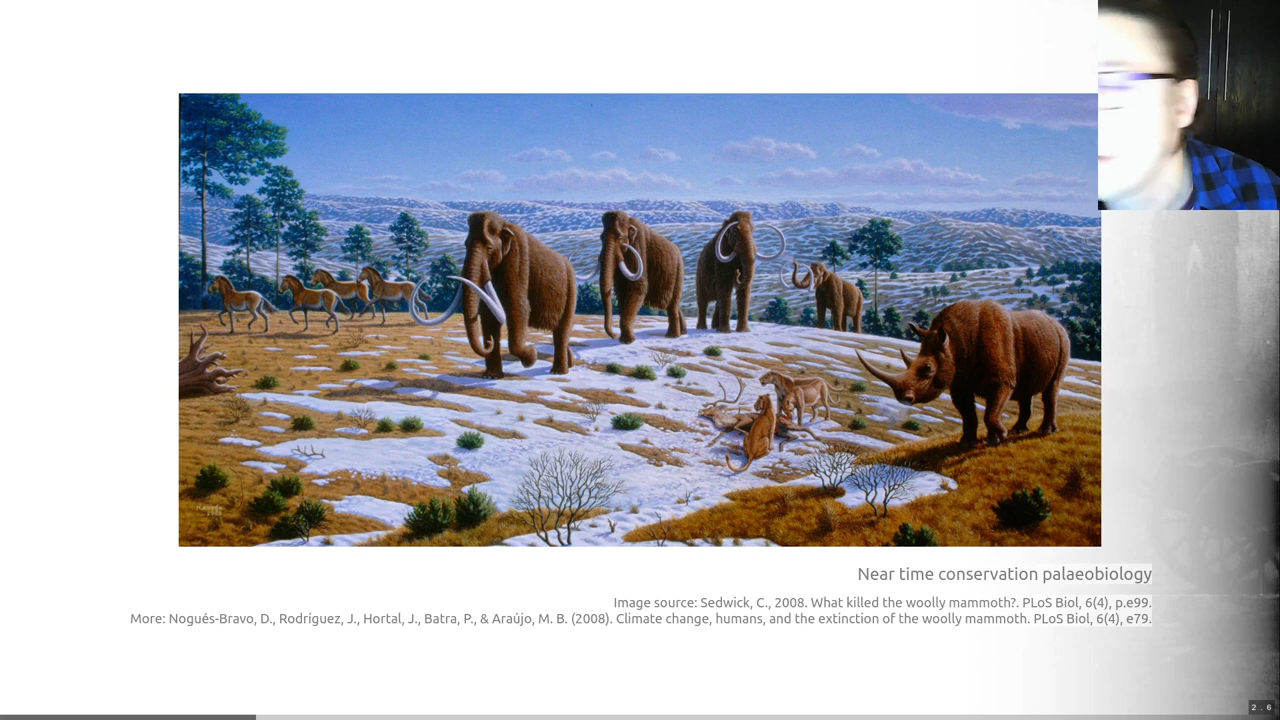 Near time conservation palaeobiology
Image source: Sedwick, C., 2008. What killed the woolly mammoth?. PLoS Biol, 6(4), p.e99.
More: Nogués-Bravo, D., Rodríguez, J., Hortal, J., Batra, P., & Araújo, M. B. (2008). Climate change, humans, and the extinction of the woolly mammoth. PLoS Biol, 6(4), e79.
2 . 6